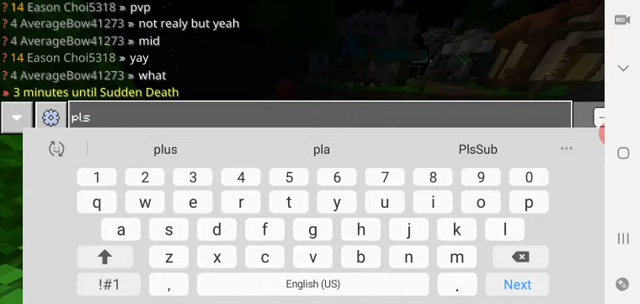 ? 14 Eason Choi5318 » pvp
? 4 AverageBow41273 » not realy but yeah
? 4 AverageBow41273 » mid
? 14 Eason Choi5318 » yay
? 4 AverageBow41273 » what
» 3 minutes until Sudden Death
pls
plus pla PlsSub ...
1 2 3 4 5 6 7 8 9 0
q w e r t y u i o p
a s d f g h j k l
z x c v b n m
!#1 , English (US) . Next